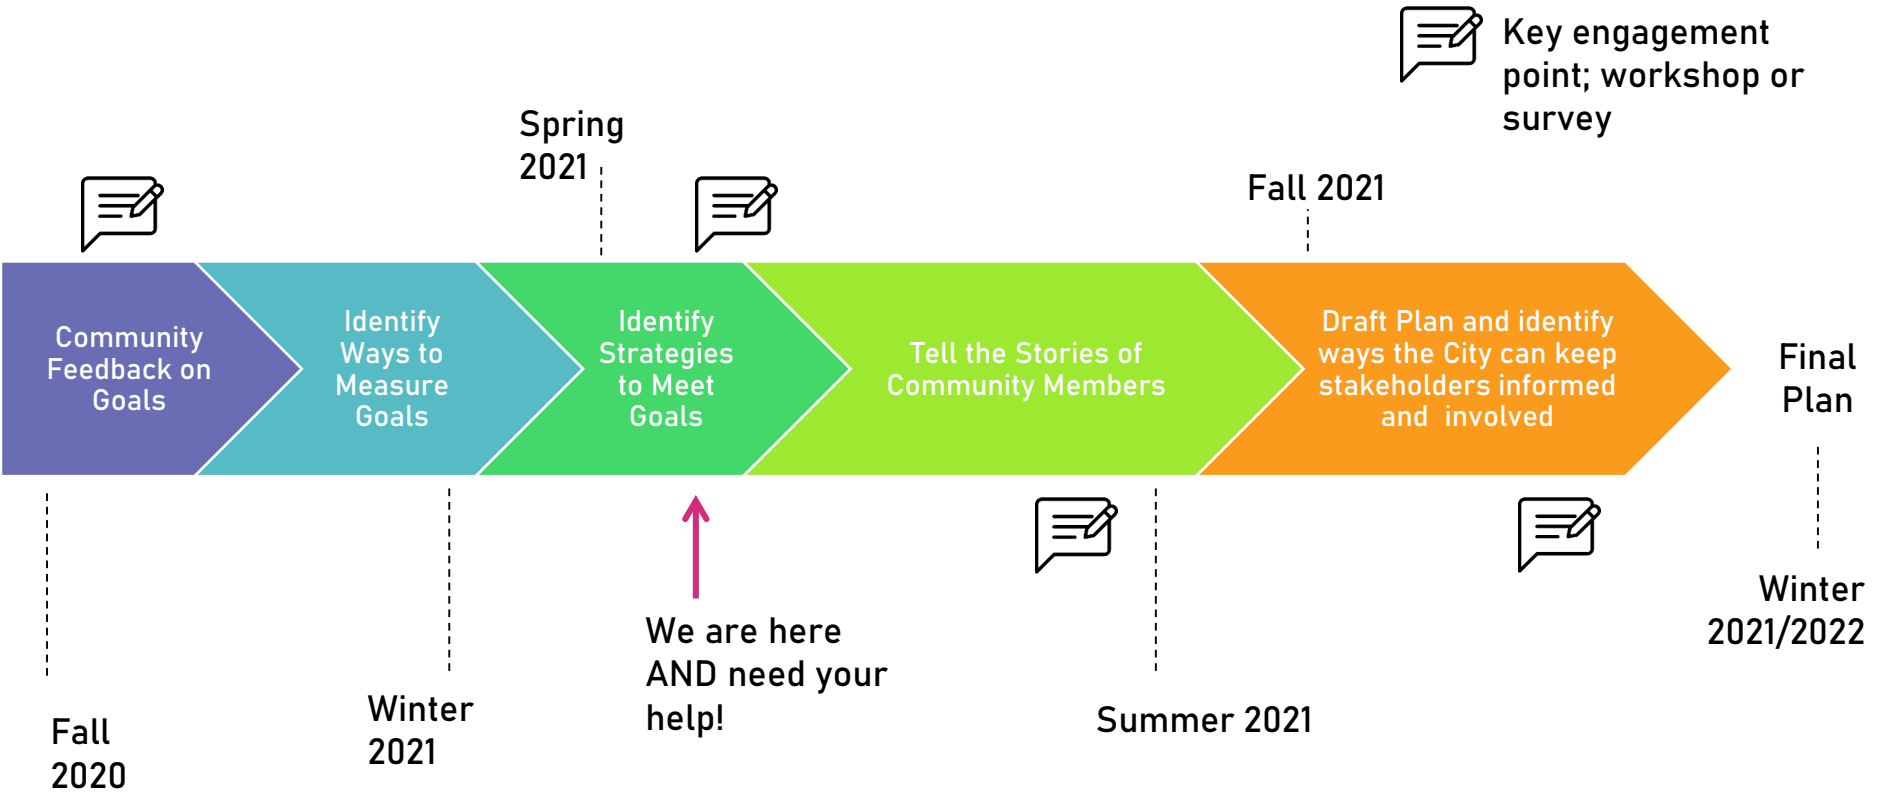 Key engagement
point; workshop or
survey
Spring
2021
Fall 2021
Community
Feedback on
Goals
Identify
Ways to
Measure
Goals
Identify
Strategies
to Meet
Goals
Tell the Stories of
Community Members
Draft Plan and identify
ways the City can keep
stakeholders informed
and  involved
Final
Plan
Fall
2020
Winter
2021
We are here
AND need your
help!
Summer 2021
Winter
2021/2022